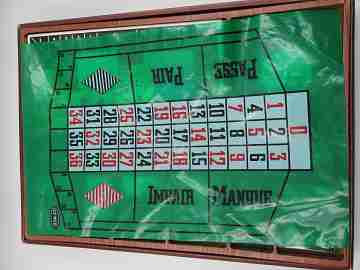 PAIR
PASSE
0
1 2 3
4 5 6
7 8 9
10 11 12
13 14 15
16 17 18
19 20 21
22 23 24
25 26 27
28 29 30
31 32 33
34 35 36
IMPAIR
MANQUE